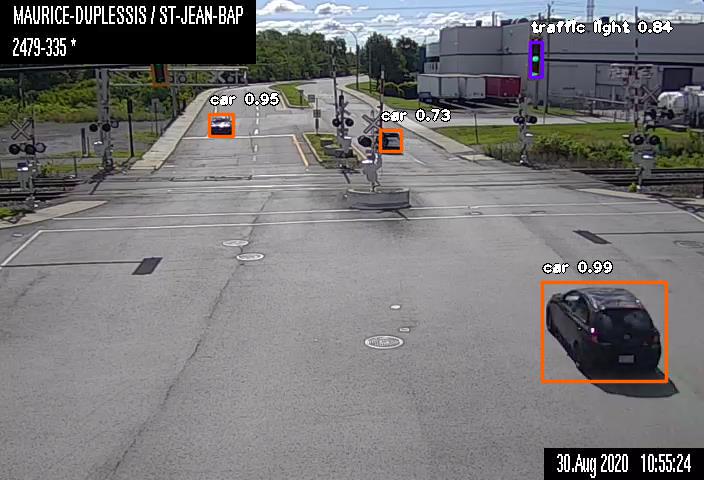 MAURICE-DUPLESSIS / ST-JEAN-BAP
2479-335 *
traffic light 0.84
car 0.95
car 0.73
car 0.99
30.Aug 2020 10:55:24